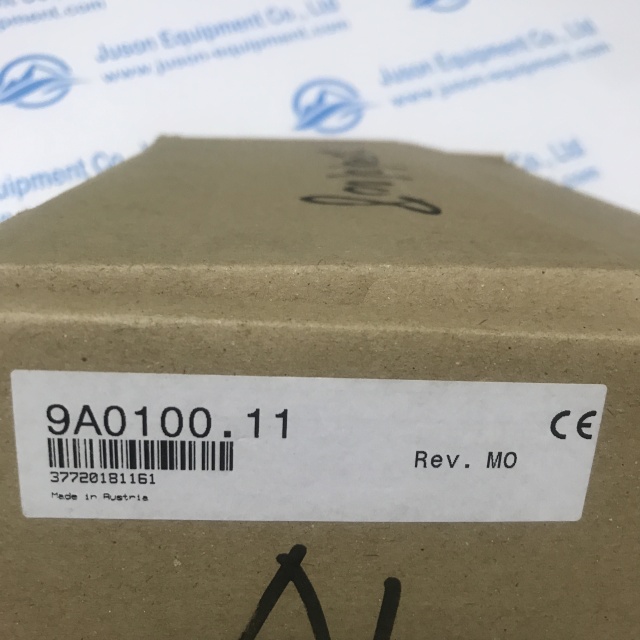 Juson Equipment Co., Ltd
www.juson-equipment.com
Juson Equipment Co., Ltd
www.juson-equipment.com
9A0100.11
CE
37720181161
Rev. M0
Made in Austria